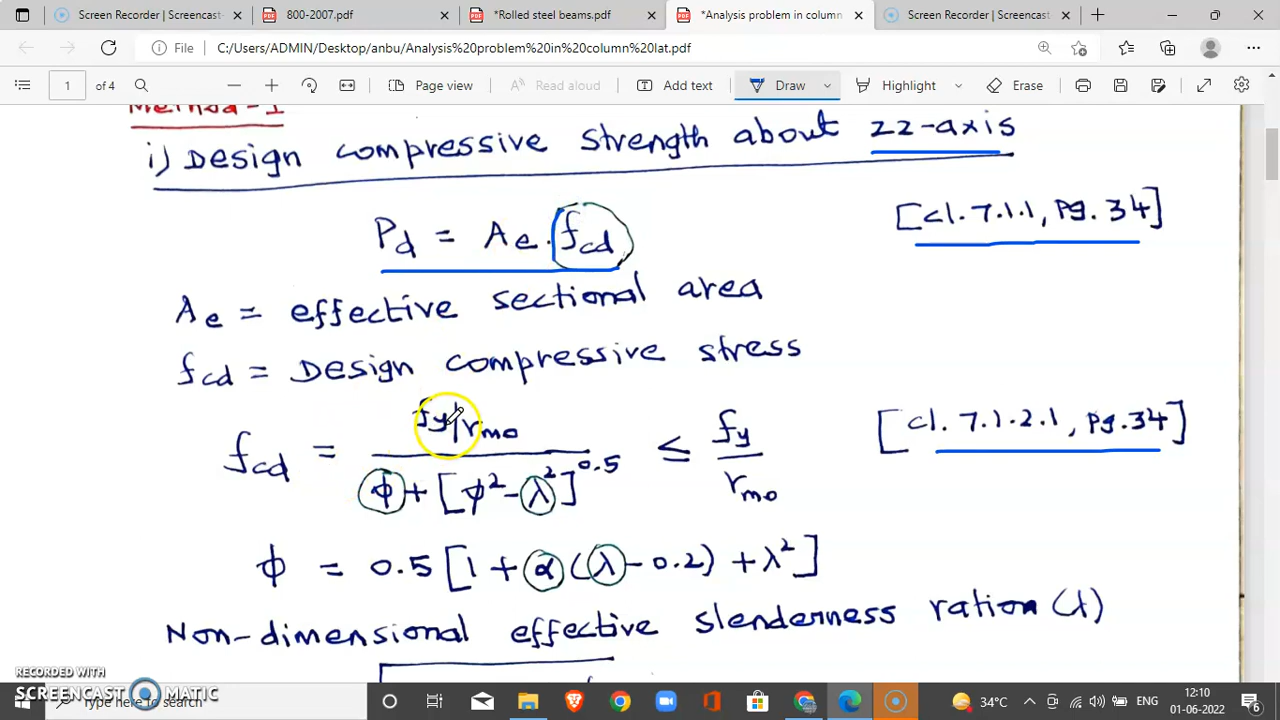 Screen Recorder | Screencast-
800-2007.pdf
*Rolled steel beams.pdf
*Analysis problem in column
Screen Recorder | Screencast
File
C:/Users/ADMIN/Desktop/anbu/Analysis%20problem%20in%20column%20lat.pdf
1 of 4
Page view
Read aloud
Add text
Draw
Highlight
Erase
Method-1
i) Design compressive strength about zz-axis
Pd = Ae.fcd [cl.7.1.1, Pg.34]
Ae = effective sectional area
fcd = Design compressive stress
fcd = fy/rmo / ϕ+[ϕ²-λ²]^0.5 ≤ fy/rmo [cl. 7.1.2.1, Pg.34]
ϕ = 0.5[1+α(λ-0.2)+λ²]
Non-dimensional effective slenderness ration (λ)
RECORDED WITH
SCREENCAST MATIC
Type here to search
34°C
ENG
12:10
01-06-2022
6